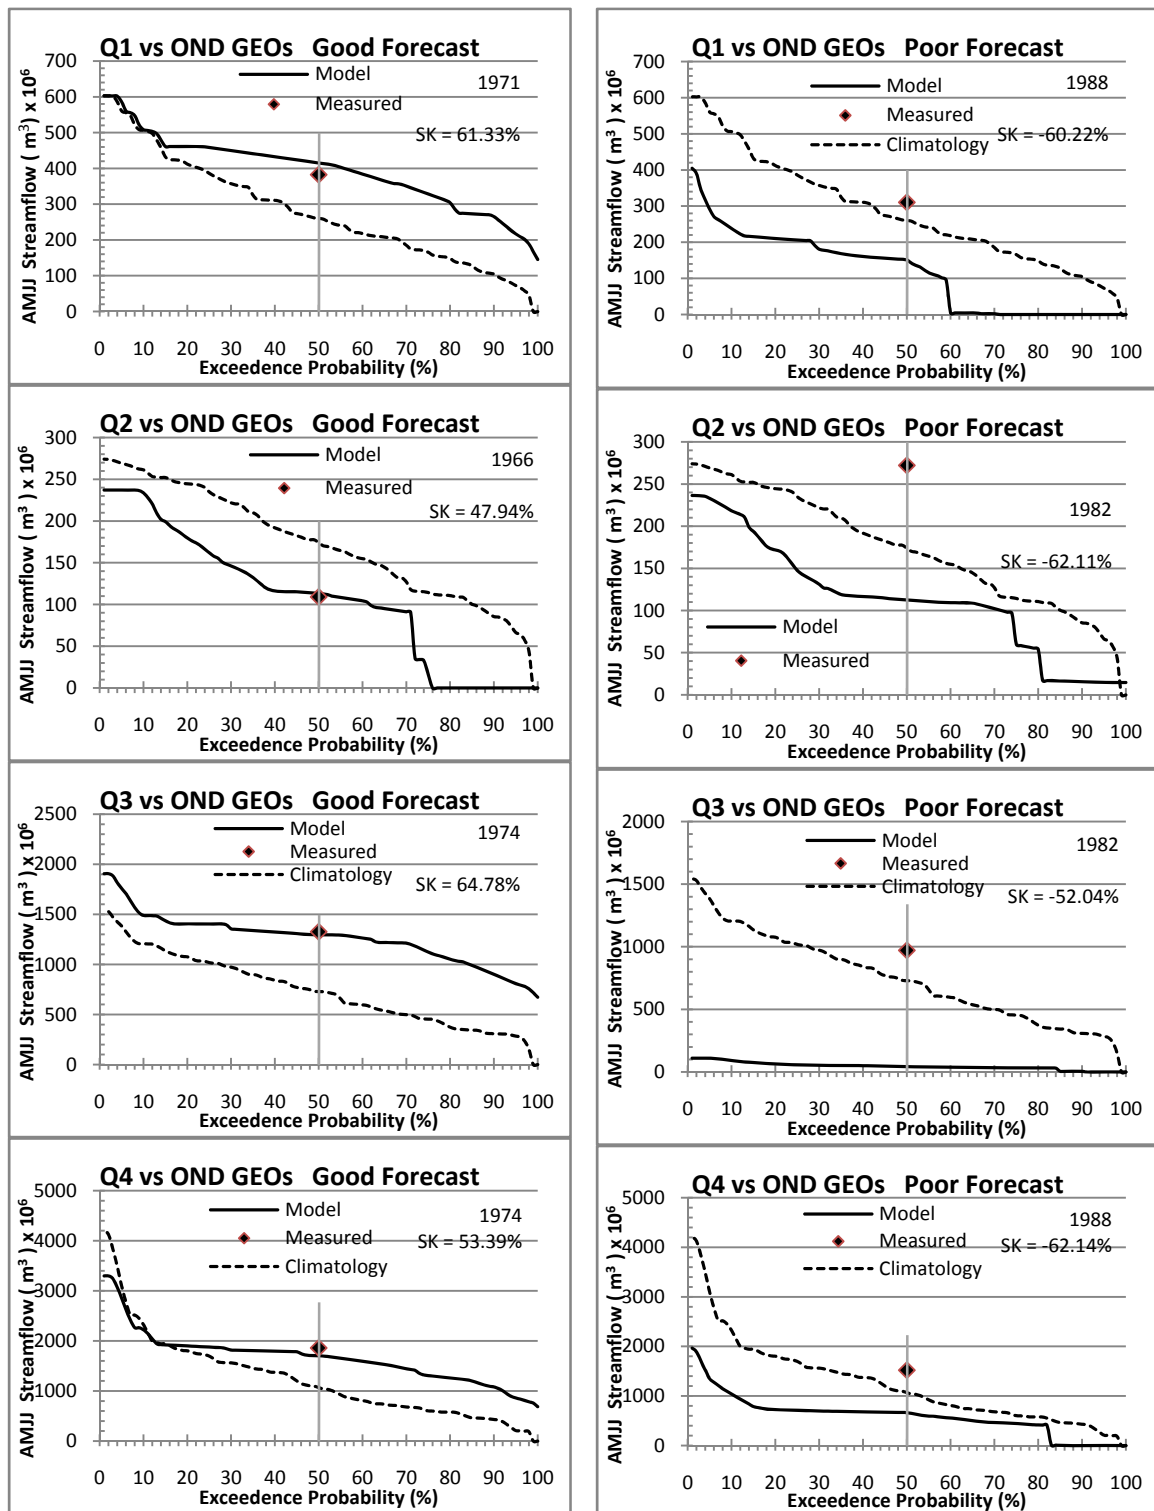 Q1 vs OND GEOs Good Forecast
AMJJ Streamflow ( m³) x 10⁶
700
600
500
400
300
200
100
0
Model
Measured
1971
SK = 61.33%
0 10 20 30 40 50 60 70 80 90 100
Exceedence Probability (%)
Q1 vs OND GEOs Poor Forecast
AMJJ Streamflow ( m³ ) x 10⁶
700
600
500
400
300
200
100
0
Model
Measured
Climatology
1988
SK = -60.22%
0 10 20 30 40 50 60 70 80 90 100
Exceedence Probability (%)
Q2 vs OND GEOs Good Forecast
AMJJ Streamflow ( m³ ) x 10⁶
300
250
200
150
100
50
0
Model
Measured
1966
SK = 47.94%
0 10 20 30 40 50 60 70 80 90 100
Exceedence Probability (%)
Q2 vs OND GEOs Poor Forecast
AMJJ Streamflow ( m³ ) x 10⁶
300
250
200
150
100
50
0
1982
SK = -62.11%
Model
Measured
0 10 20 30 40 50 60 70 80 90 100
Exceedence Probability (%)
Q3 vs OND GEOs Good Forecast
AMJJ Streamflow ( m³ ) x 10⁶
2500
2000
1500
1000
500
0
Model
Measured
Climatology
1974
SK = 64.78%
0 10 20 30 40 50 60 70 80 90 100
Exceedence Probability (%)
Q3 vs OND GEOs Poor Forecast
AMJJ Streamflow ( m³ ) x 10⁶
2000
1500
1000
500
0
Model
Measured
Climatology
1982
SK = -52.04%
0 10 20 30 40 50 60 70 80 90 100
Exceedence Probability (%)
Q4 vs OND GEOs Good Forecast
AMJJ Streamflow ( m³ ) x 10⁶
5000
4000
3000
2000
1000
0
Model
Measured
Climatology
1974
SK = 53.39%
0 10 20 30 40 50 60 70 80 90 100
Exceedence Probability (%)
Q4 vs OND GEOs Poor Forecast
AMJJ Streamflow ( m³ ) x 10⁶
5000
4000
3000
2000
1000
0
Model
Measured
Climatology
1988
SK = -62.14%
0 10 20 30 40 50 60 70 80 90 100
Exceedence Probability (%)